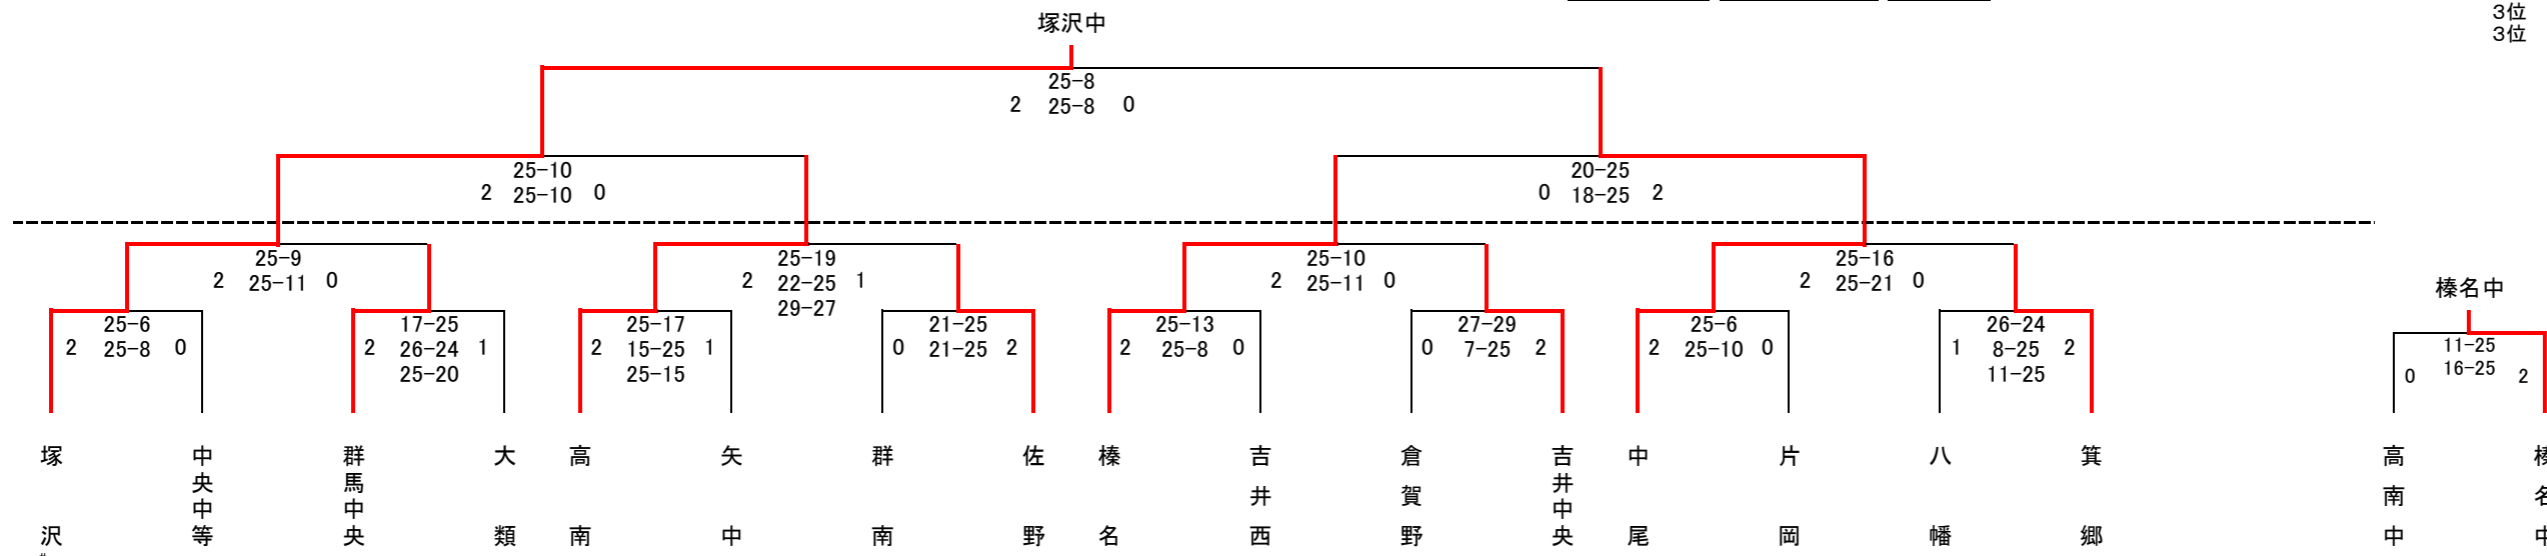 3位
3位
塚沢中
25-8
2 25-8 0
25-10
2 25-10 0
20-25
0 18-25 2
25-9
2 25-11 0
25-19
2 22-25 1
29-27
25-10
2 25-11 0
25-16
2 25-21 0
榛名中
25-6
2 25-8 0
17-25
2 26-24 1
25-20
25-17
2 15-25 1
25-15
21-25
0 21-25 2
25-13
2 25-8 0
27-29
0 7-25 2
25-6
2 25-10 0
26-24
1 8-25 2
11-25
11-25
0 16-25 2
塚沢
中央中等
群馬中央
大類
高南
矢中
群南
佐野
榛名
吉井西
倉賀野
吉井中央
中尾
片岡
八幡
箕郷
高南中
榛名中